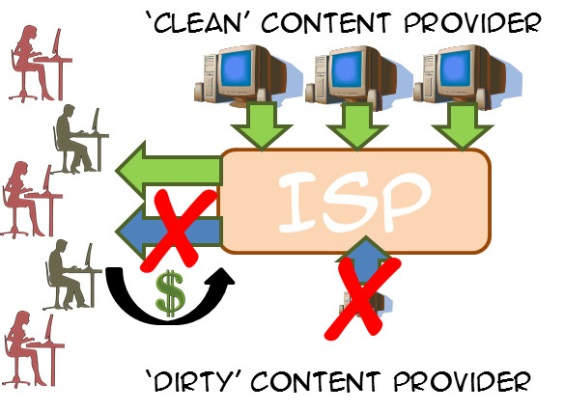 'CLEAN' CONTENT PROVIDER
ISP
$
'DIRTY' CONTENT PROVIDER